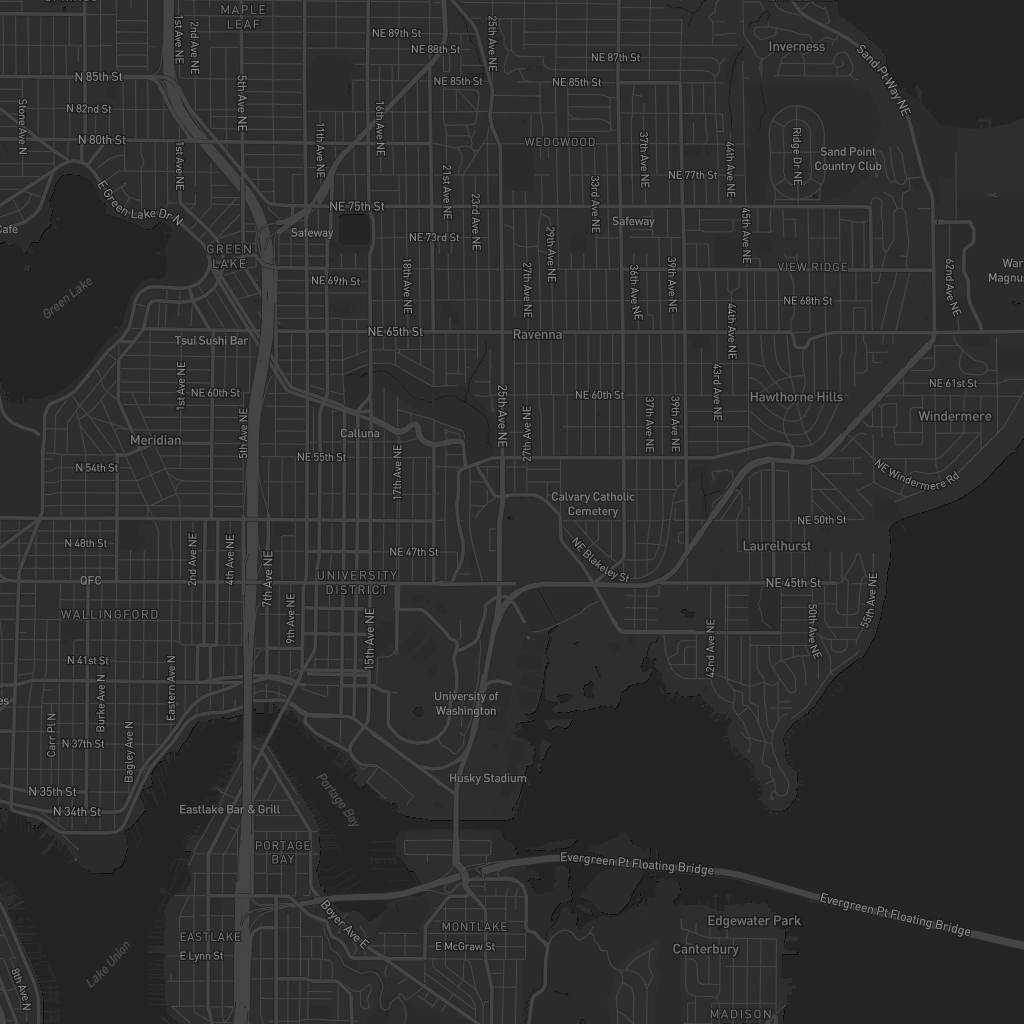 MAPLE
LEAF
1st Ave NE
2nd Ave NE
25th Ave NE
NE 89th St
NE 88th St
Inverness
Sand Pt Way NE
NE 87th St
N 85th St
5th Ave NE
NE 85th St
NE 85th St
N 82nd St
Stone Ave N
16th Ave NE
11th Ave NE
N 80th St
WEDGWOOD
37th Ave NE
44th Ave NE
Ridge Dr NE
Sand Point
Country Club
1st Ave NE
21st Ave NE
NE 77th St
E Green Lake Dr N
33rd Ave NE
23rd Ave NE
NE 75th St
45th Ave NE
Safeway
Safeway
Cafe
NE 73rd St
29th Ave NE
GREEN
LAKE
18th Ave NE
27th Ave NE
36th Ave NE
39th Ave NE
VIEW RIDGE
62nd Ave NE
Green Lake
NE 69th St
NE 68th St
44th Ave NE
NE 65th St
Ravenna
Tsui Sushi Bar
1st Ave NE
NE 60th St
25th Ave NE
NE 60th St
43rd Ave NE
Hawthorne Hills
NE 61st St
Windermere
5th Ave NE
27th Ave NE
37th Ave NE
39th Ave NE
Meridian
Calluna
NE 55th St
17th Ave NE
N 54th St
NE Windermere Rd
Calvary Catholic
Cemetery
NE 50th St
N 48th St
2nd Ave NE
4th Ave NE
7th Ave NE
NE 47th St
NE Blakeley St
Laurelhurst
QFC
UNIVERSITY
DISTRICT
NE 45th St
55th Ave NE
WALLINGFORD
9th Ave NE
15th Ave NE
50th Ave NE
42nd Ave NE
N 41st St
Eastern Ave N
Burke Ave N
University of
Washington
Carr Pl N
Bagley Ave N
N 37th St
Portage Bay
Husky Stadium
N 35th St
N 34th St
Eastlake Bar & Grill
PORTAGE
BAY
Evergreen Pt Floating Bridge
Evergreen Pt Floating Bridge
Boyer Ave E
Edgewater Park
MONTLAKE
EASTLAKE
E McGraw St
Canterbury
E Lynn St
Lake Union
8th Ave N
MADISON